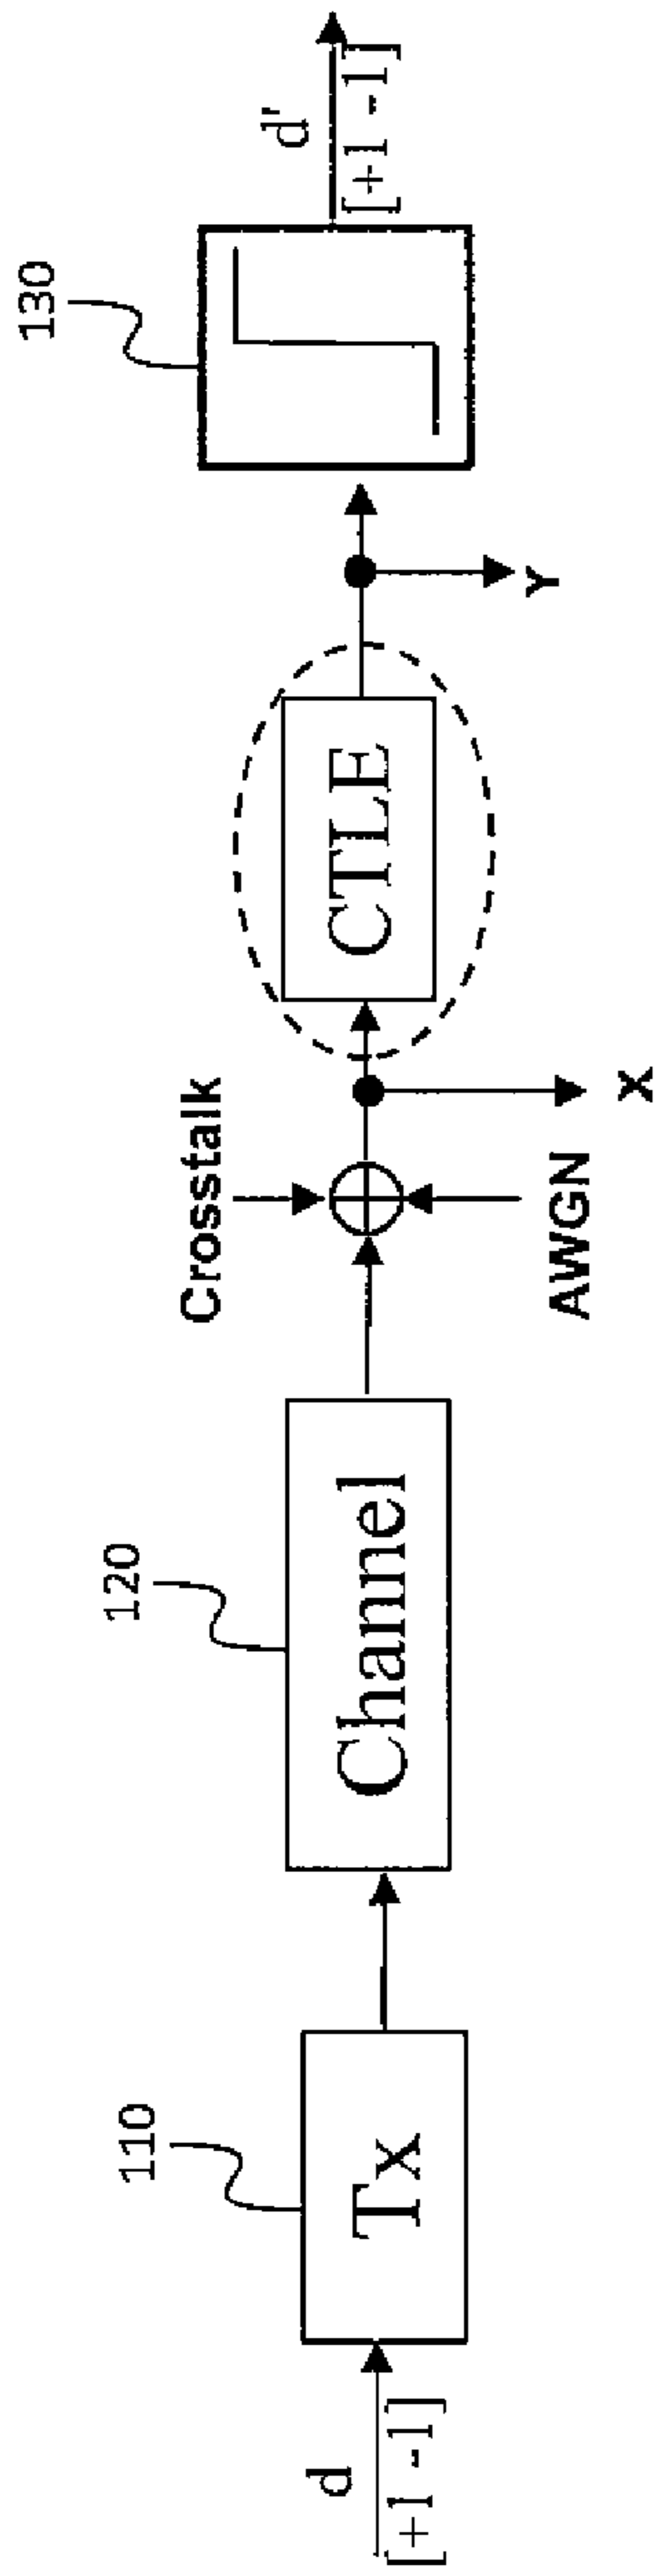 d
[+1 -1]
110
Tx
120
Channel
Crosstalk
AWGN
X
CTLE
Y
130
d'
[+1 -1]